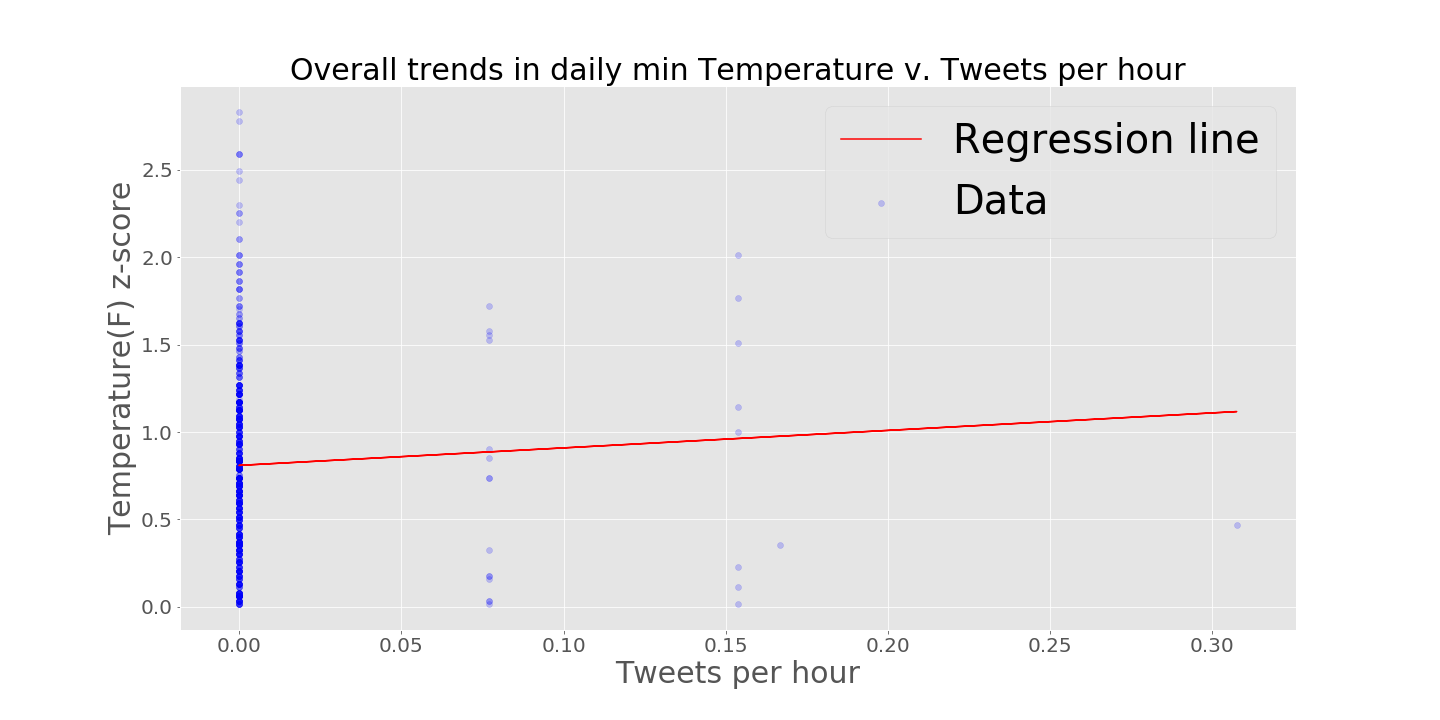 Overall trends in daily min Temperature v. Tweets per hour
Regression line
Data
Temperature(F) z-score
2.5
2.0
1.5
1.0
0.5
0.0
0.00 0.05 0.10 0.15 0.20 0.25 0.30
Tweets per hour